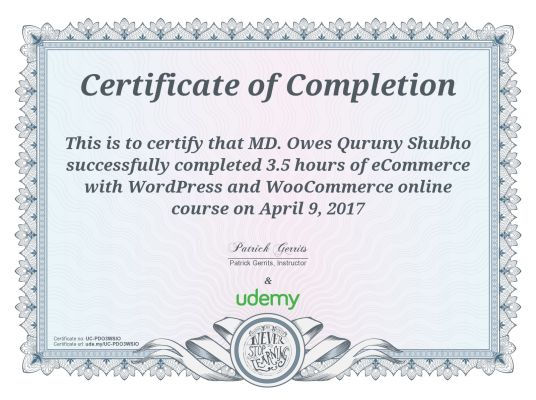 Certificate of Completion
This is to certify that MD. Owes Quruny Shubho
successfully completed 3.5 hours of eCommerce
with WordPress and WooCommerce online
course on April 9, 2017
Patrick Gerrits
Patrick Gerrits, Instructor
&
udemy
Certificate no: UC-PDO3WSIO
Certificate url: ude.my/UC-PDO3WSIO
NEVER
STOP
LEARNING